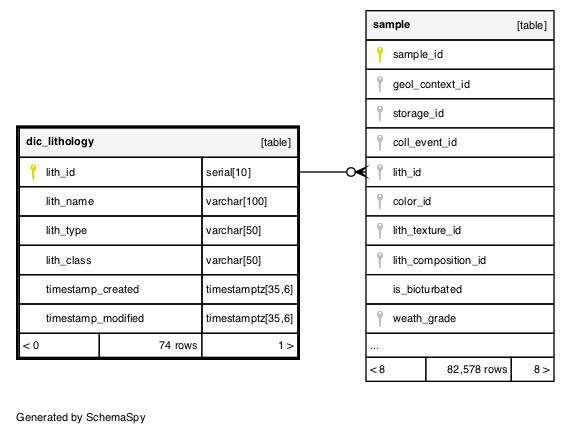 sample [table]
sample_id
geol_context_id
storage_id
coll_event_id
lith_id
color_id
lith_texture_id
lith_composition_id
is_bioturbated
weath_grade
...
< 8 82,578 rows 8 >
dic_lithology [table]
lith_id serial[10]
lith_name varchar[100]
lith_type varchar[50]
lith_class varchar[50]
timestamp_created timestamptz[35,6]
timestamp_modified timestamptz[35,6]
< 0 74 rows 1 >
Generated by SchemaSpy